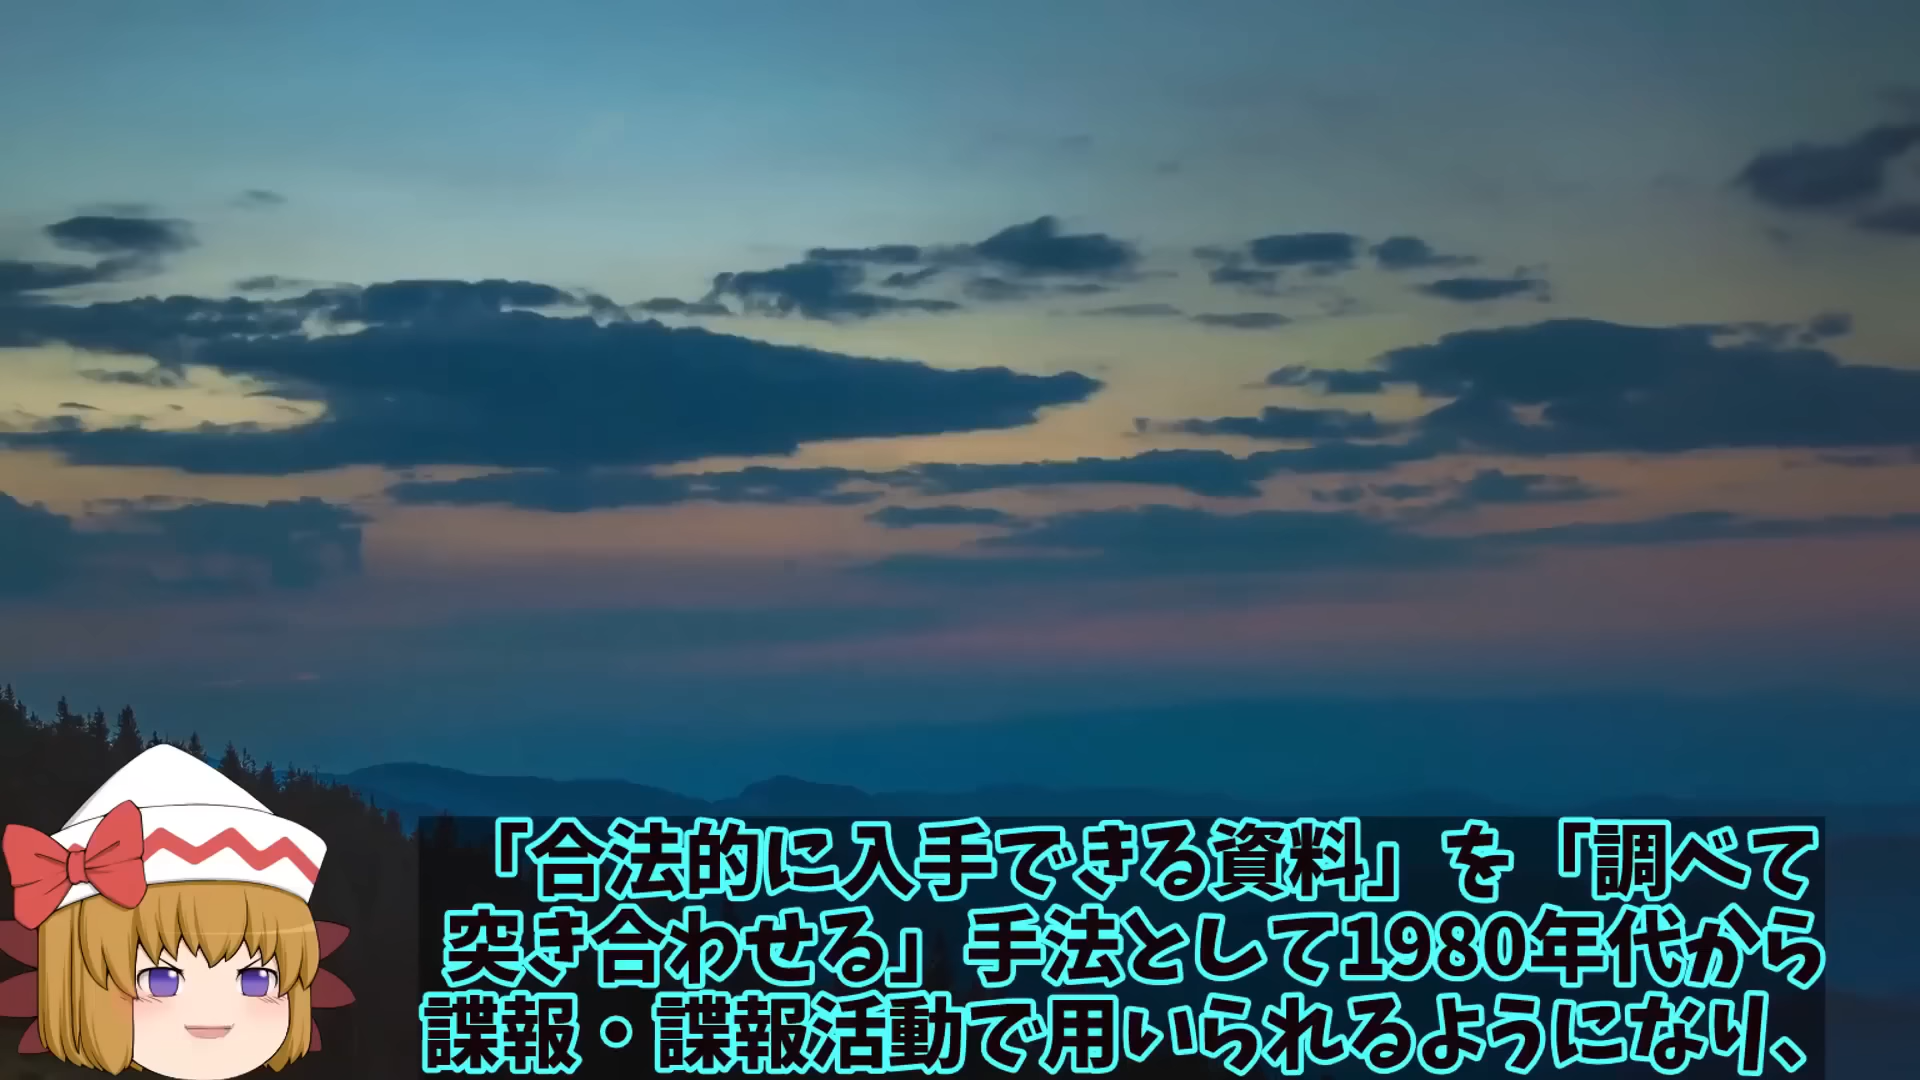 「合法的に入手できる資料」を「調べて
突き合わせる」手法として1980年代から
諜報・諜報活動で用いられるようになり、